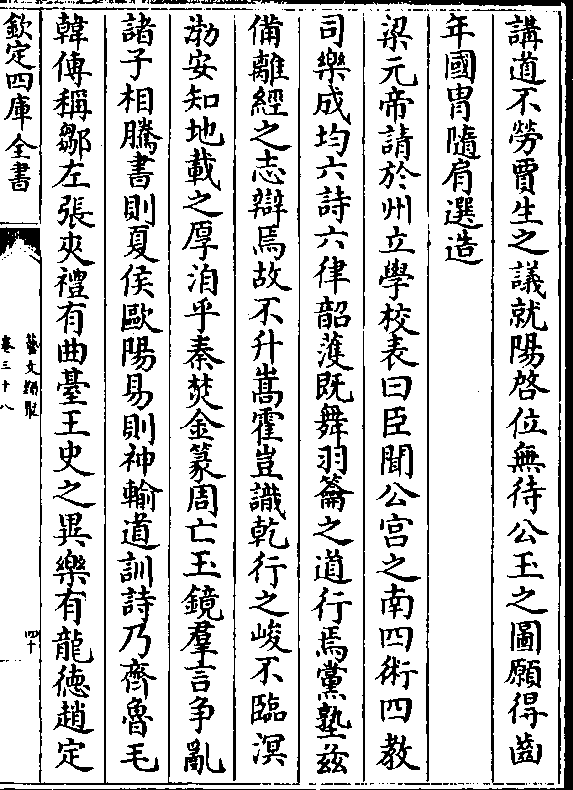 講道不勞賈生之議就陽啓位無待公玉之圖願得齒
年國胄隨肩選造
梁元帝請於州立學校表曰臣聞公宫之南四術四教
司樂成均六詩六律韶濩既舞羽籥之道行焉黨塾兹
備離經之志辯焉故不升嵩霍豈識乾行之峻不臨溟
渤安知地載之厚洎乎秦焚金篆周亡玉鏡羣言争亂
諸子相騰書則夏侯歐陽易則神輸道訓詩乃齊魯毛
韓傳稱鄒左張夾禮有曲臺王史之異樂有龍徳趙定
欽定四庫全書
藝文類聚
卷三十八
四十